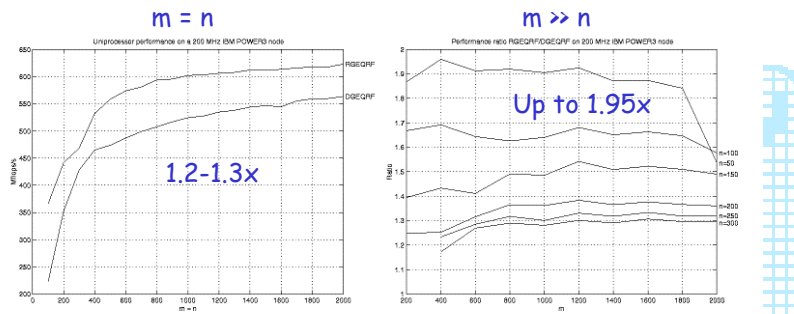 m = n
Uniprocessor performance on a 200 MHz IBM POWER3 node
650
600
550
500
450
400
350
300
250
200
Mflops/s
RGEQRF
DGEQRF
1.2-1.3x
0
200
400
600
800
1000
1200
1400
1600
1800
2000
m = n
m >> n
Performance ratio RGEQRF/DGEQRF on 200 MHz IBM POWER3 node
2
1.9
1.8
1.7
1.6
1.5
1.4
1.3
1.2
1.1
1
Ratio
Up to 1.95x
n=100
n=50
n=150
n=200
n=250
n=300
200
400
600
800
1000
1200
1400
1600
1800
2000
m